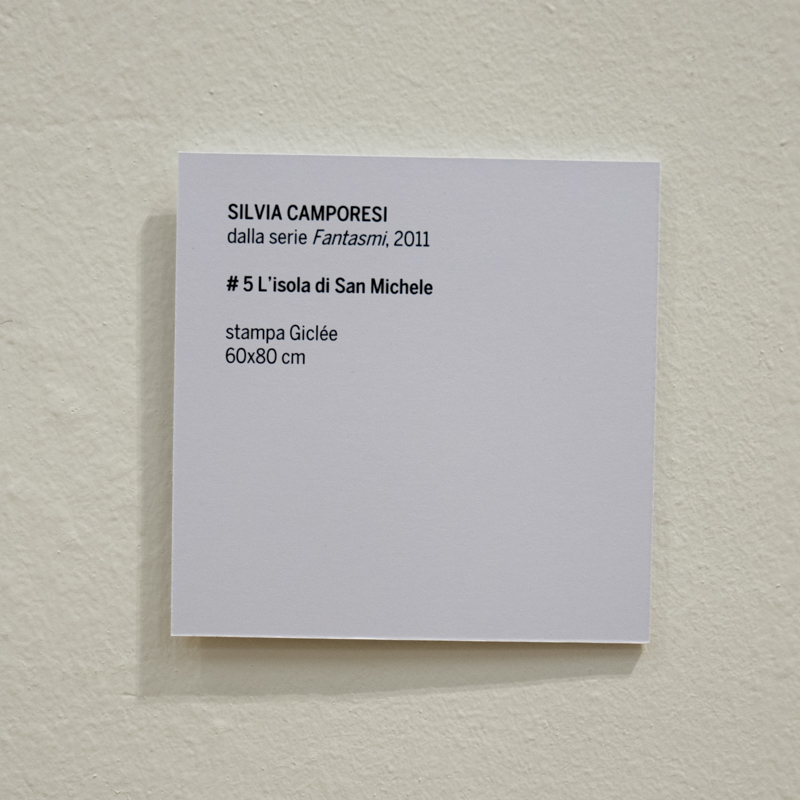 SILVIA CAMPORESI
dalla serie Fantasmi, 2011
# 5 L'isola di San Michele
stampa Giclée
60x80 cm